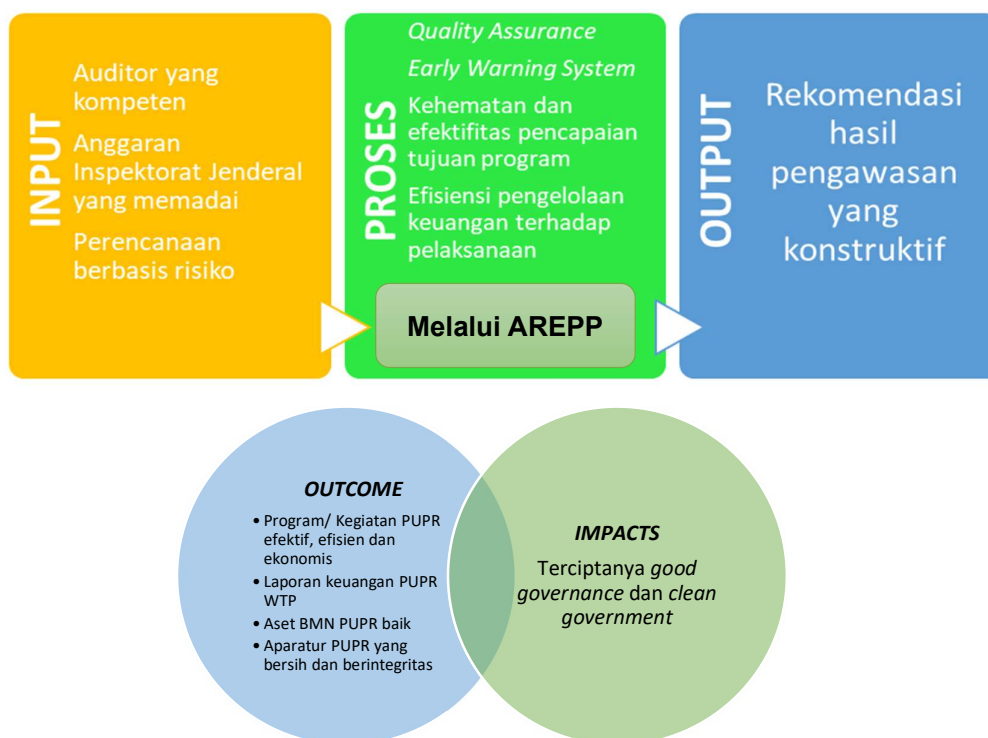 INPUT
Auditor yang
kompeten
Anggaran
Inspektorat Jenderal
yang memadai
Perencanaan
berbasis risiko
PROSES
Quality Assurance
Early Warning System
Kehematan dan
efektifitas pencapaian
tujuan program
Efisiensi pengelolaan
keuangan terhadap
pelaksanaan
Melalui AREPP
OUTPUT
Rekomendasi
hasil
pengawasan
yang
konstruktif
OUTCOME
• Program/ Kegiatan PUPR
efektif, efisien dan
ekonomis
• Laporan keuangan PUPR
WTP
• Aset BMN PUPR baik
• Aparatur PUPR yang
bersih dan berintegritas
IMPACTS
Terciptanya good
governance dan clean
government